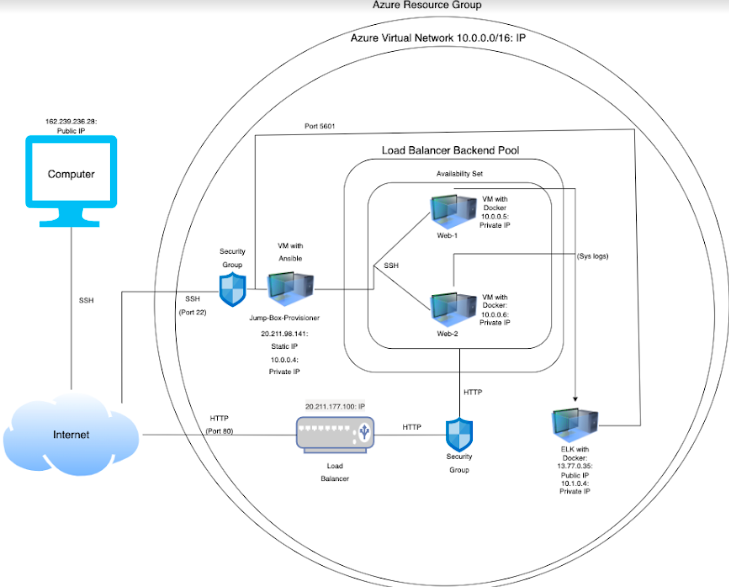 Azure Resource Group
Azure Virtual Network 10.0.0.0/16: IP
162.239.236.28:
Public IP
Computer
Port 5601
Load Balancer Backend Pool
Availability Set
VM with
Docker
10.0.0.5:
Private IP
Web-1
Security
Group
VM with
Ansible
SSH
(Sys logs)
SSH
SSH
(Port 22)
VM with
Docker:
10.0.0.6:
Private IP
Web-2
Jump-Box-Provisioner
20.211.98.141:
Static IP
10.0.0.4:
Private IP
HTTP
20.211.177.100: IP
HTTP
(Port 80)
HTTP
Internet
Load
Balancer
Security
Group
ELK with
Docker:
13.77.0.35:
Public IP
10.1.0.4:
Private IP